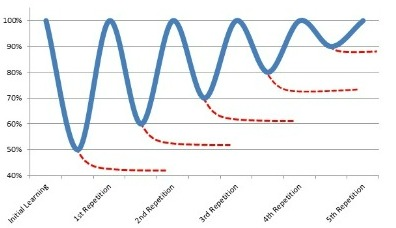 100%
90%
80%
70%
60%
50%
40%
Initial Learning
1st Repetition
2nd Repetition
3rd Repetition
4th Repetition
5th Repetition